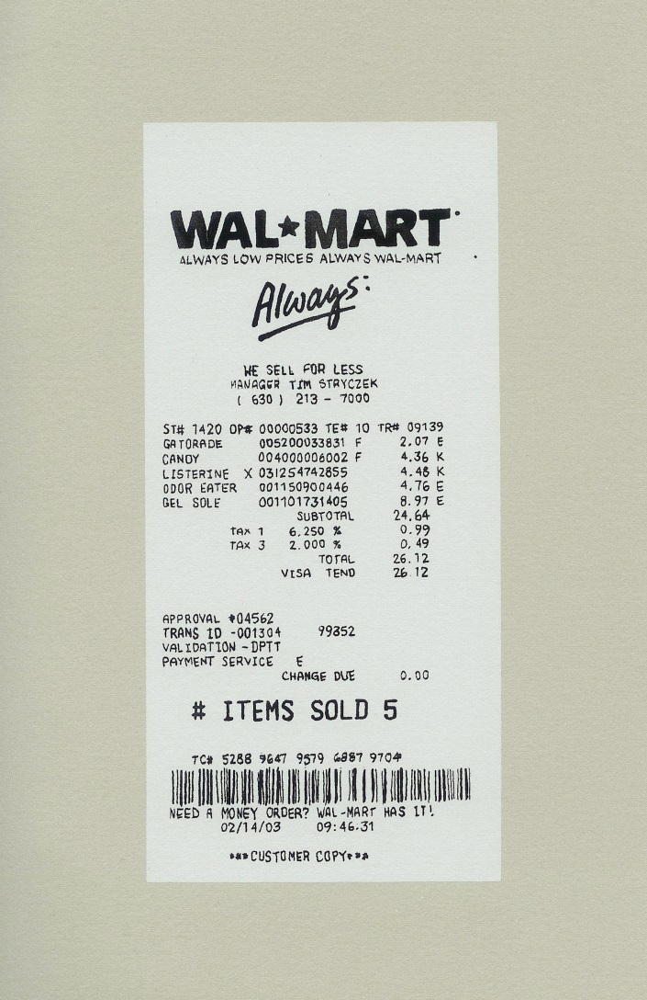 WAL★MART
ALWAYS LOW PRICES ALWAYS WAL-MART
Always:
WE SELL FOR LESS
MANAGER TIM STRYCZEK
( 630 ) 213 - 7000
ST# 1420 OP# 00000533 TE# 10 TR# 09139
GATORADE 005200033831 F 2.07 E
CANDY 004000006002 F 4.36 K
LISTERINE X 031254742855 4.48 K
ODOR EATER 001150900446 4.76 E
GEL SOLE 001101731405 8.97 E
SUBTOTAL 24.64
TAX 1 6.250 % 0.99
TAX 3 2.000 % 0.49
TOTAL 26.12
VISA TEND 26.12
APPROVAL #04562
TRANS ID -001304 99352
VALIDATION - DPTT
PAYMENT SERVICE E
CHANGE DUE 0.00
# ITEMS SOLD 5
TC# 5288 9647 9579 6887 9704
NEED A MONEY ORDER? WAL-MART HAS IT!
02/14/03 09:46.31
***CUSTOMER COPY***